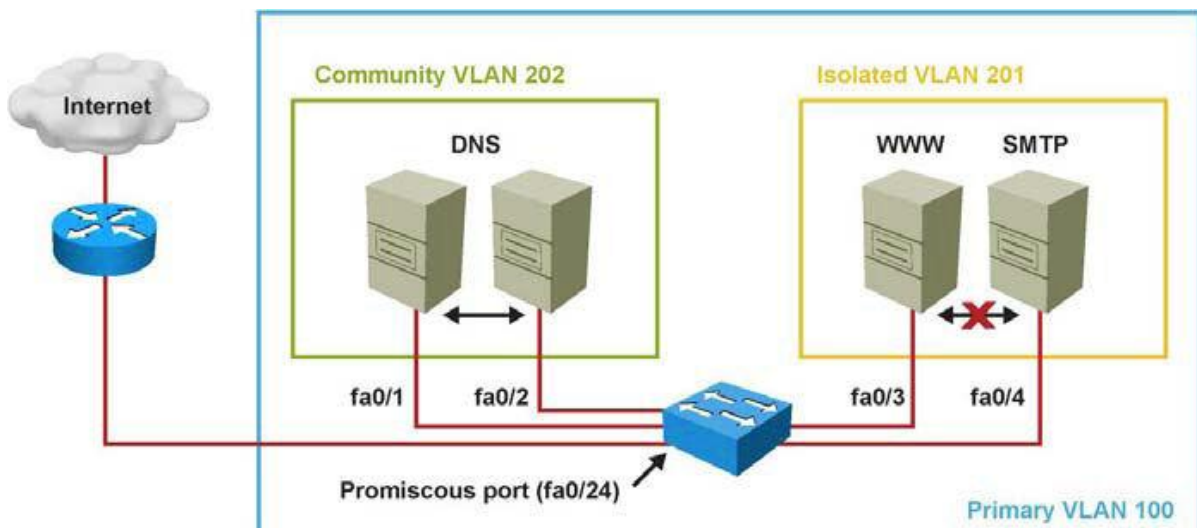 Community VLAN 202
Isolated VLAN 201
Internet
DNS
WWW
SMTP
fa0/1
fa0/2
fa0/3
fa0/4
Promiscous port (fa0/24)
Primary VLAN 100